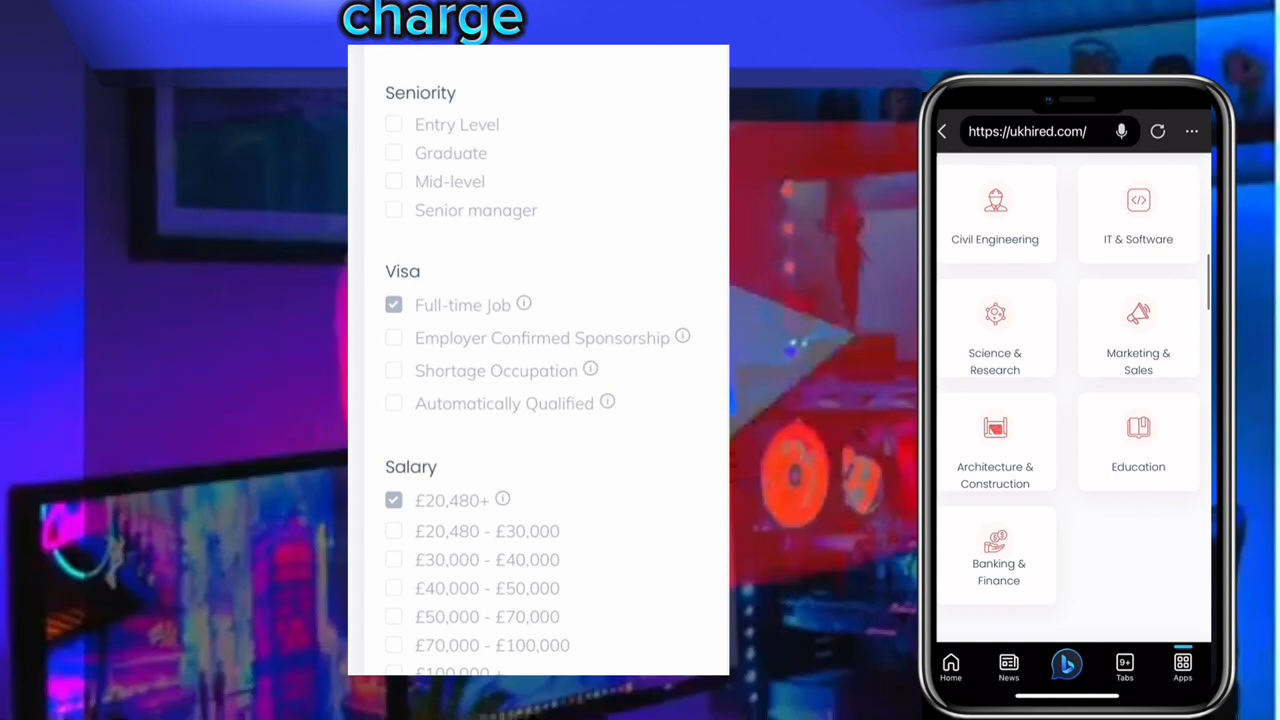 charge
Seniority
Entry Level
Graduate
Mid-level
Senior manager
Visa
Full-time Job
Employer Confirmed Sponsorship
Shortage Occupation
Automatically Qualified
Salary
£20,480+
£20,480 - £30,000
£30,000 - £40,000
£40,000 - £50,000
£50,000 - £70,000
£70,000 - £100,000
£100,000 +
https://ukhired.com/
Civil Engineering
IT & Software
Science &
Research
Marketing &
Sales
Architecture &
Construction
Education
Banking &
Finance
9+
Home
News
Tabs
Apps